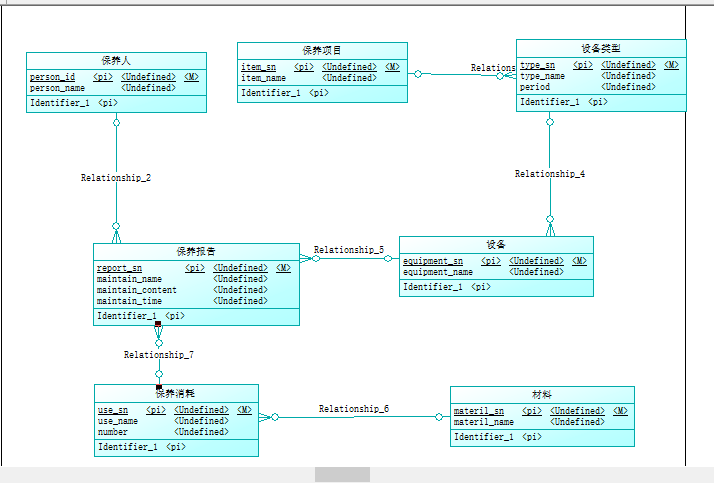 保养人
person_id <pi> <Undefined> <M>
person_name <Undefined>
Identifier_1 <pi>
保养项目
item_sn <pi> <Undefined> <M>
item_name <Undefined>
Identifier_1 <pi>
Relations
设备类型
type_sn <pi> <Undefined> <M>
type_name <Undefined>
period <Undefined>
Identifier_1 <pi>
Relationship_2
Relationship_4
保养报告
report_sn <pi> <Undefined> <M>
maintain_name <Undefined>
maintain_content <Undefined>
maintain_time <Undefined>
Identifier_1 <pi>
Relationship_5
设备
equipment_sn <pi> <Undefined> <M>
equipment_name <Undefined>
Identifier_1 <pi>
Relationship_7
保养消耗
use_sn <pi> <Undefined> <M>
use_name <Undefined>
number <Undefined>
Identifier_1 <pi>
Relationship_6
材料
materil_sn <pi> <Undefined> <M>
materil_name <Undefined>
Identifier_1 <pi>